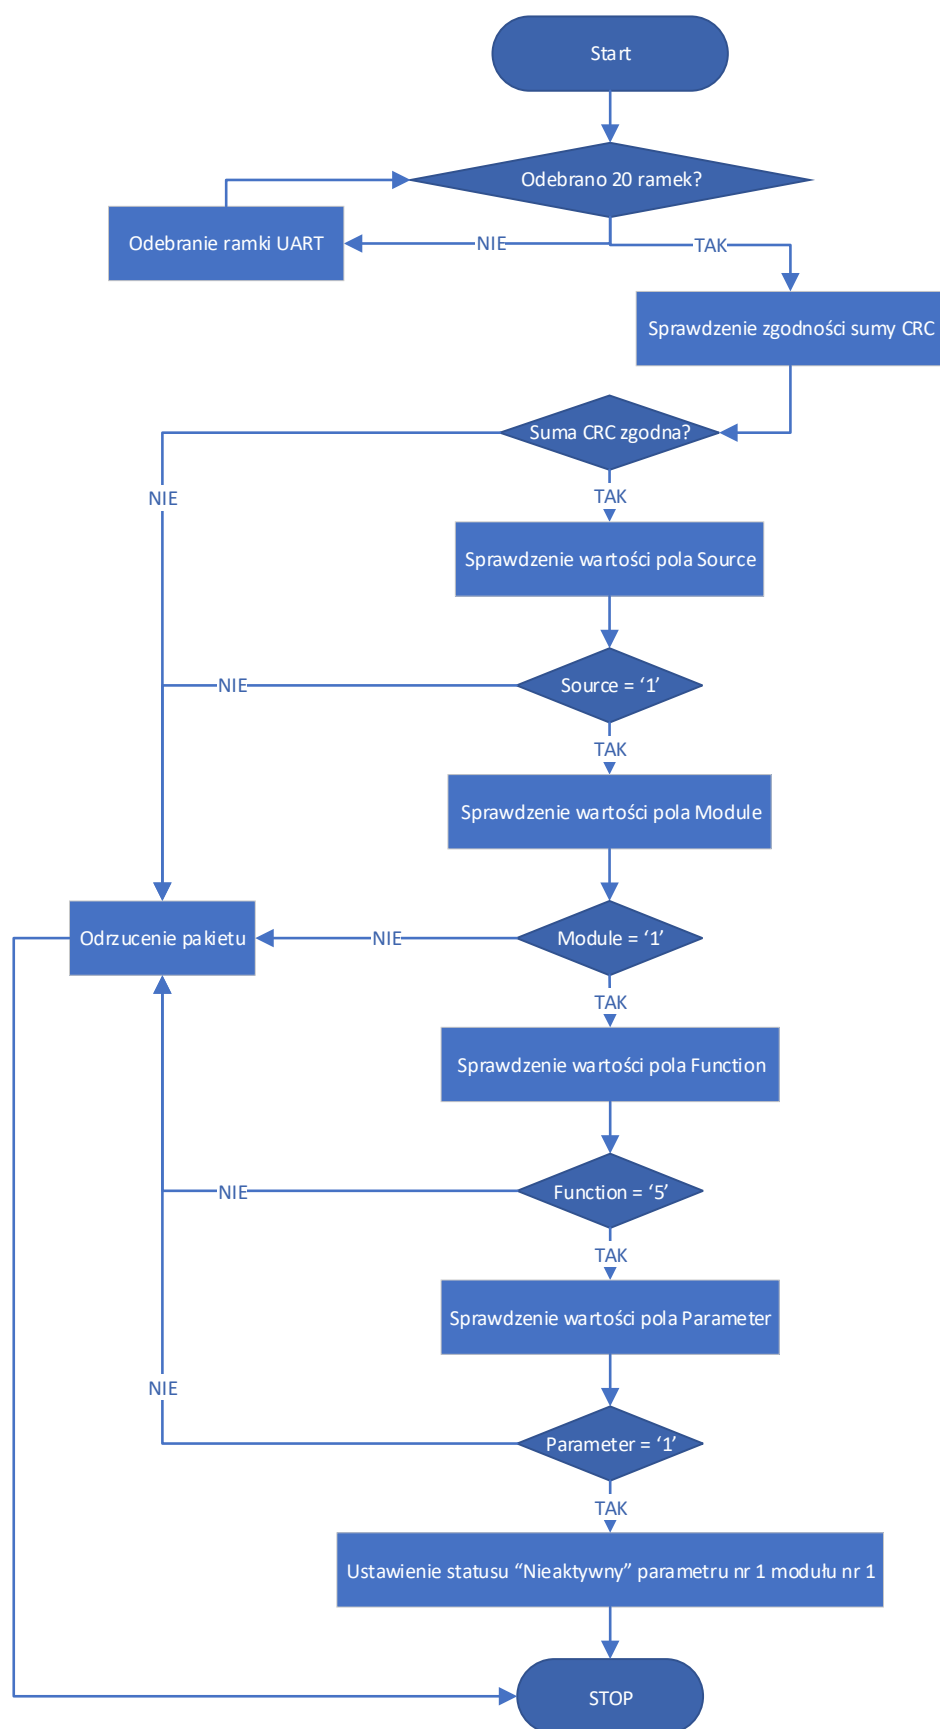 Start
Odebrano 20 ramek?
Odebranie ramki UART
NIE
TAK
Sprawdzenie zgodności sumy CRC
Suma CRC zgodna?
NIE
TAK
Sprawdzenie wartości pola Source
Source = ‘1’
NIE
TAK
Sprawdzenie wartości pola Module
Module = ‘1’
NIE
Odrzucenie pakietu
TAK
Sprawdzenie wartości pola Function
Function = ‘5’
NIE
TAK
Sprawdzenie wartości pola Parameter
NIE
Parameter = ‘1’
TAK
Ustawienie statusu “Nieaktywny” parametru nr 1 modułu nr 1
STOP